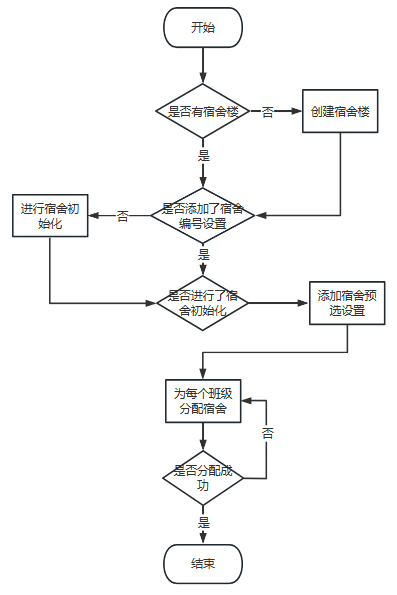 开始
是否有宿舍楼
否
创建宿舍楼
是
是否添加了宿舍
编号设置
否
进行宿舍初
始化
是
是否进行了宿
舍初始化
添加宿舍预
选设置
为每个班级
分配宿舍
否
是否分配成
功
是
结束